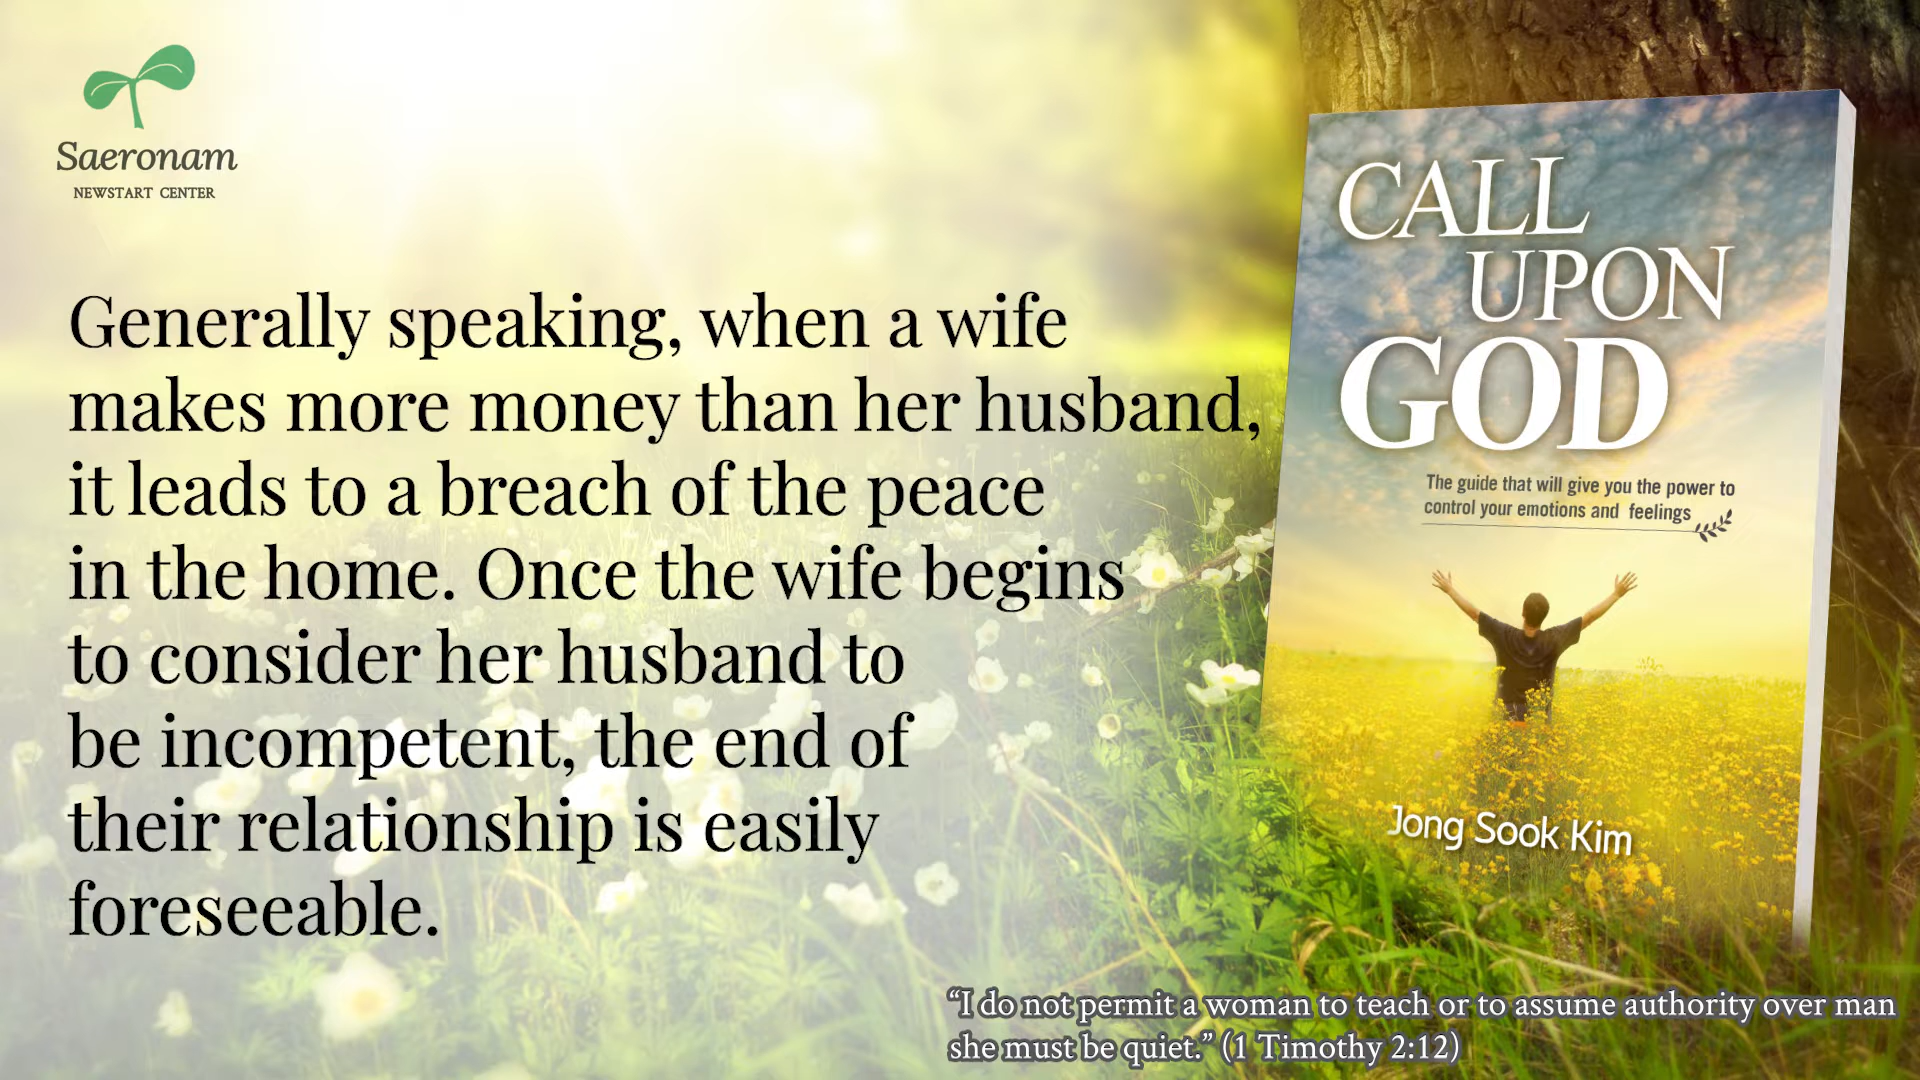 Saeronam
NEWSTART CENTER
Generally speaking, when a wife
makes more money than her husband,
it leads to a breach of the peace
in the home. Once the wife begins
to consider her husband to
be incompetent, the end of
their relationship is easily
foreseeable.
CALL
UPON
GOD
The guide that will give you the power to
control your emotions and feelings
Jong Sook Kim
“I do not permit a woman to teach or to assume authority over man
she must be quiet.” (1 Timothy 2:12)